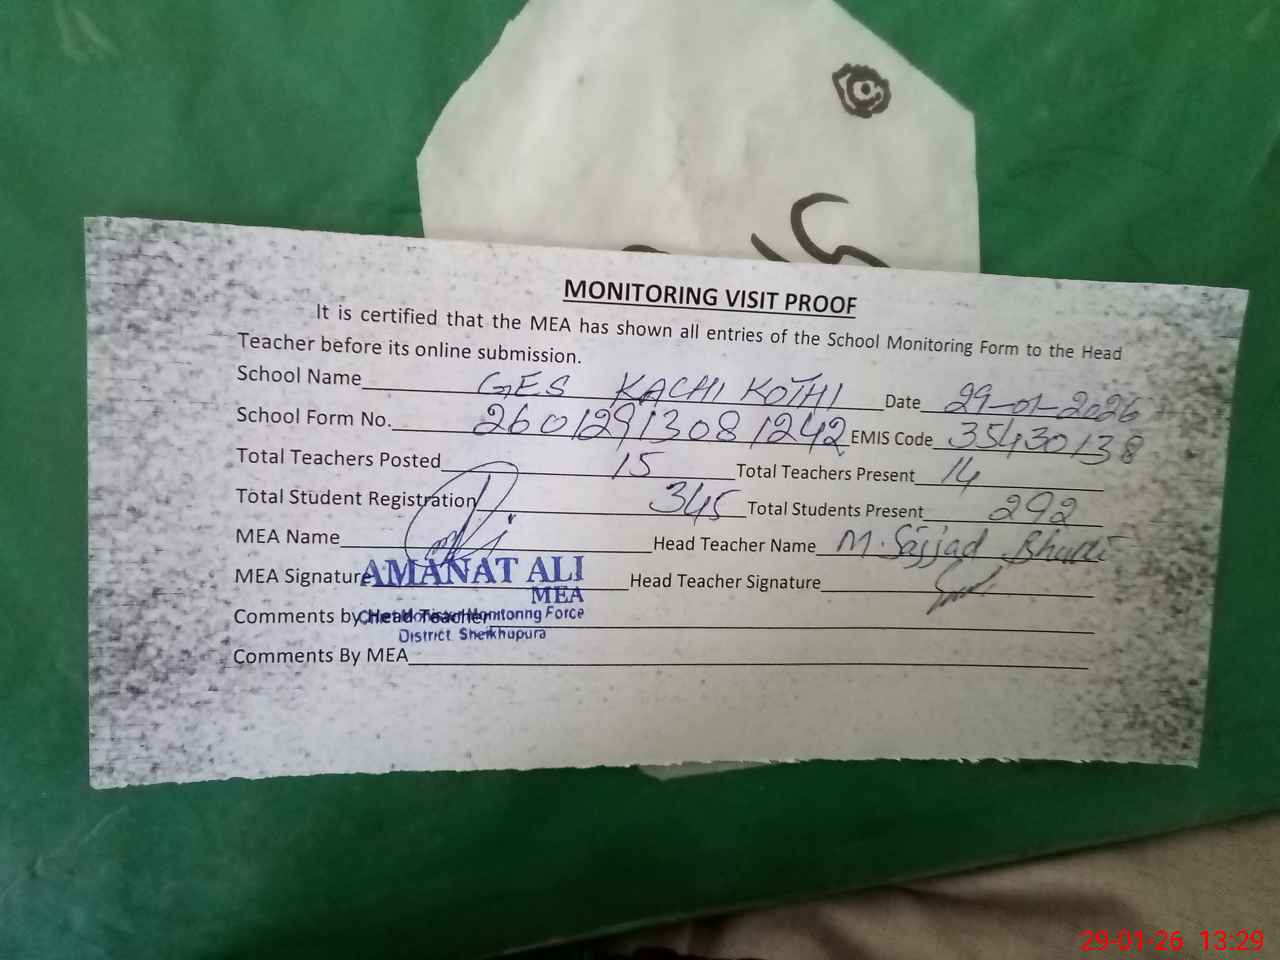 MONITORING VISIT PROOF
It is certified that the MEA has shown all entries of the School Monitoring Form to the Head
Teacher before its online submission.
School Name GES KACHI KOTHI Date 29-01-2026
School Form No. 26012913081242 EMIS Code 35430138
Total Teachers Posted 15 Total Teachers Present 14
Total Student Registration 345 Total Students Present 292
MEA Name Head Teacher Name M. Sajjad Bhatti
MEA Signature AMANAT ALI Head Teacher Signature
MEA
Comments by Head Teacher Monitoring Force
District Sheikhupura
Comments By MEA
29-01-26 13:29